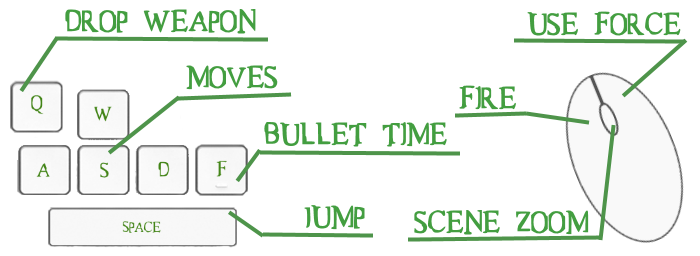 DROP WEAPON
USE FORCE
MOVES
FIRE
Q
W
BULLET TIME
A
S
D
F
JUMP
SCENE ZOOM
SPACE